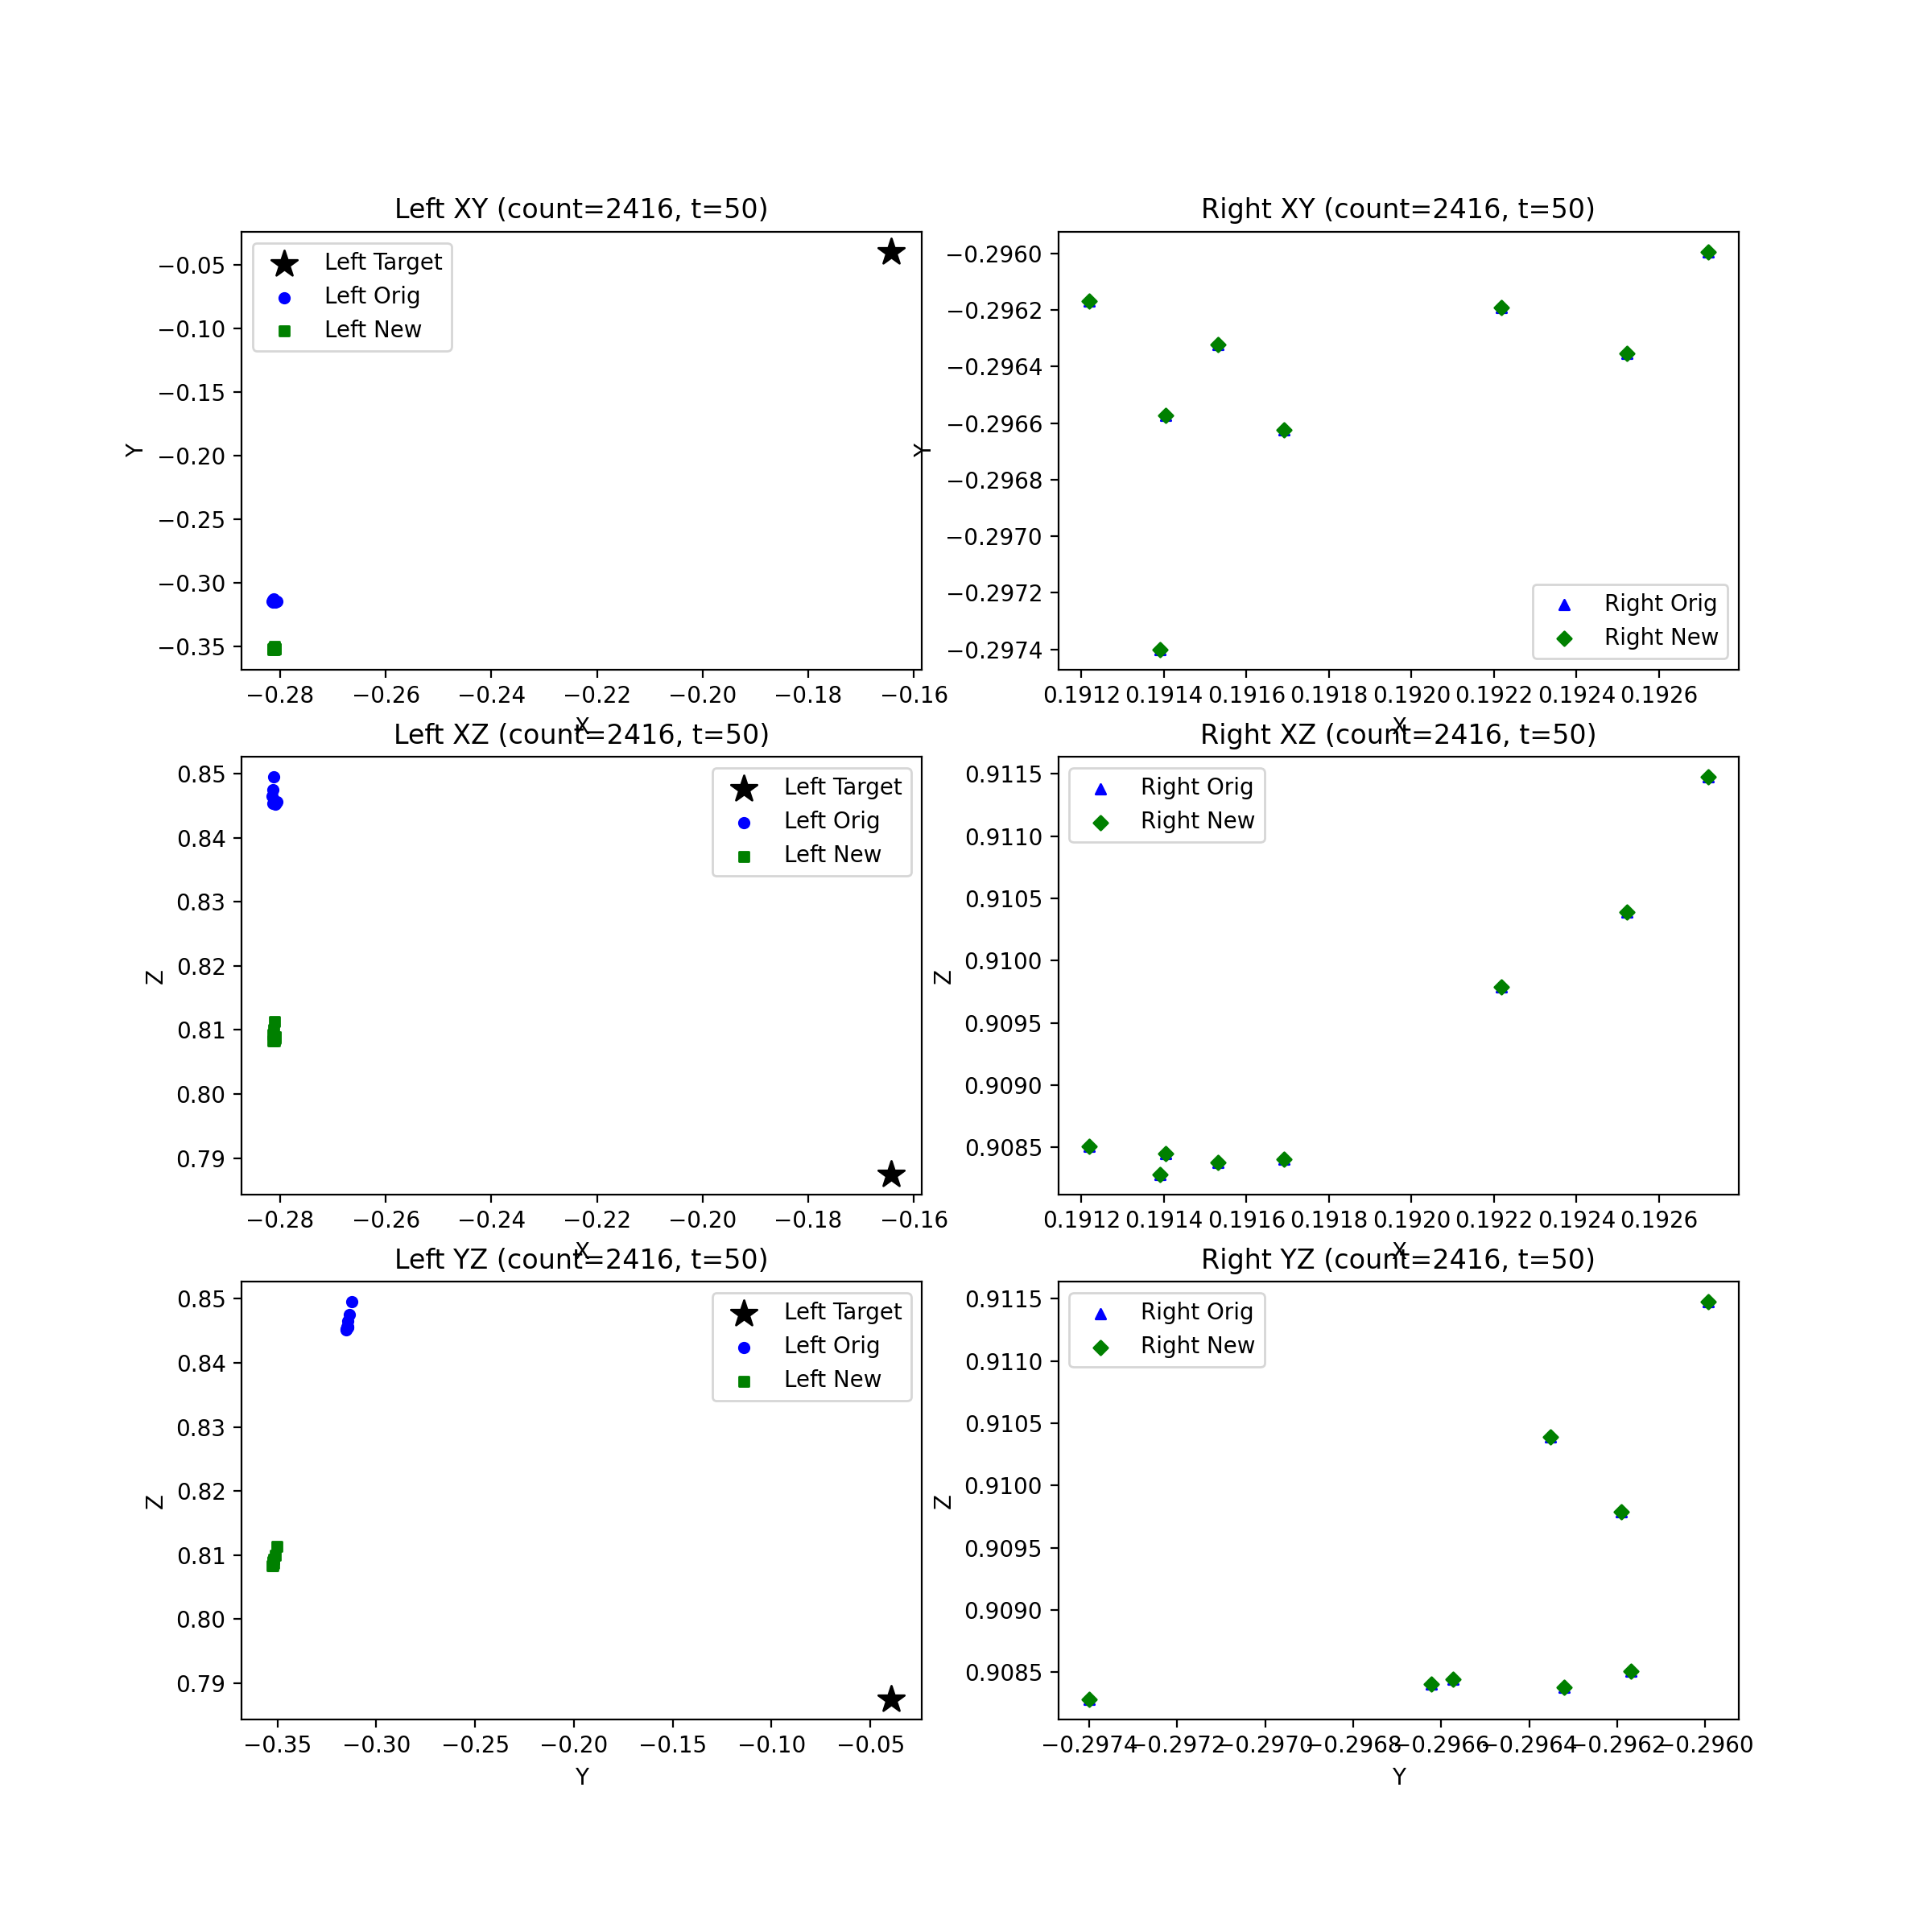 Left XY (count=2416, t=50)
Left Target
Left Orig
Left New
−0.05
−0.10
−0.15
−0.20
−0.25
−0.30
−0.35
Y
−0.28 −0.26 −0.24 −0.22 −0.20 −0.18 −0.16
X
Right XY (count=2416, t=50)
Right Orig
Right New
−0.2960
−0.2962
−0.2964
−0.2966
−0.2968
−0.2970
−0.2972
−0.2974
Y
0.1912 0.1914 0.1916 0.1918 0.1920 0.1922 0.1924 0.1926
X
Left XZ (count=2416, t=50)
Left Target
Left Orig
Left New
0.85
0.84
0.83
0.82
0.81
0.80
0.79
Z
−0.28 −0.26 −0.24 −0.22 −0.20 −0.18 −0.16
X
Right XZ (count=2416, t=50)
Right Orig
Right New
0.9115
0.9110
0.9105
0.9100
0.9095
0.9090
0.9085
Z
0.1912 0.1914 0.1916 0.1918 0.1920 0.1922 0.1924 0.1926
X
Left YZ (count=2416, t=50)
Left Target
Left Orig
Left New
0.85
0.84
0.83
0.82
0.81
0.80
0.79
Z
−0.35 −0.30 −0.25 −0.20 −0.15 −0.10 −0.05
Y
Right YZ (count=2416, t=50)
Right Orig
Right New
0.9115
0.9110
0.9105
0.9100
0.9095
0.9090
0.9085
Z
−0.2974 −0.2972 −0.2970 −0.2968 −0.2966 −0.2964 −0.2962 −0.2960
Y